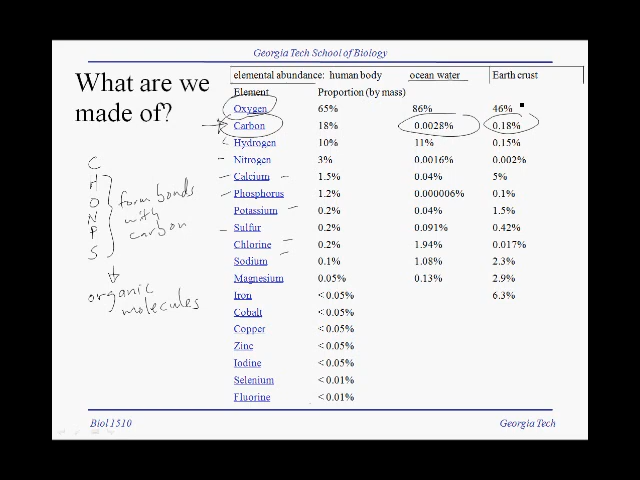 Georgia Tech School of Biology
What are we
made of?
elemental abundance: human body ocean water Earth crust
Element Proportion (by mass)
Oxygen 65% 86% 46%
Carbon 18% 0.0028% 0.18%
Hydrogen 10% 11% 0.15%
Nitrogen 3% 0.0016% 0.002%
Calcium 1.5% 0.04% 5%
Phosphorus 1.2% 0.000006% 0.1%
Potassium 0.2% 0.04% 1.5%
Sulfur 0.2% 0.091% 0.42%
Chlorine 0.2% 1.94% 0.017%
Sodium 0.1% 1.08% 2.3%
Magnesium 0.05% 0.13% 2.9%
Iron < 0.05% 6.3%
Cobalt < 0.05%
Copper < 0.05%
Zinc < 0.05%
Iodine < 0.05%
Selenium < 0.01%
Fluorine < 0.01%
C
H
O
N
P
S
form bonds
with
carbon
organic
molecules
Biol 1510 Georgia Tech